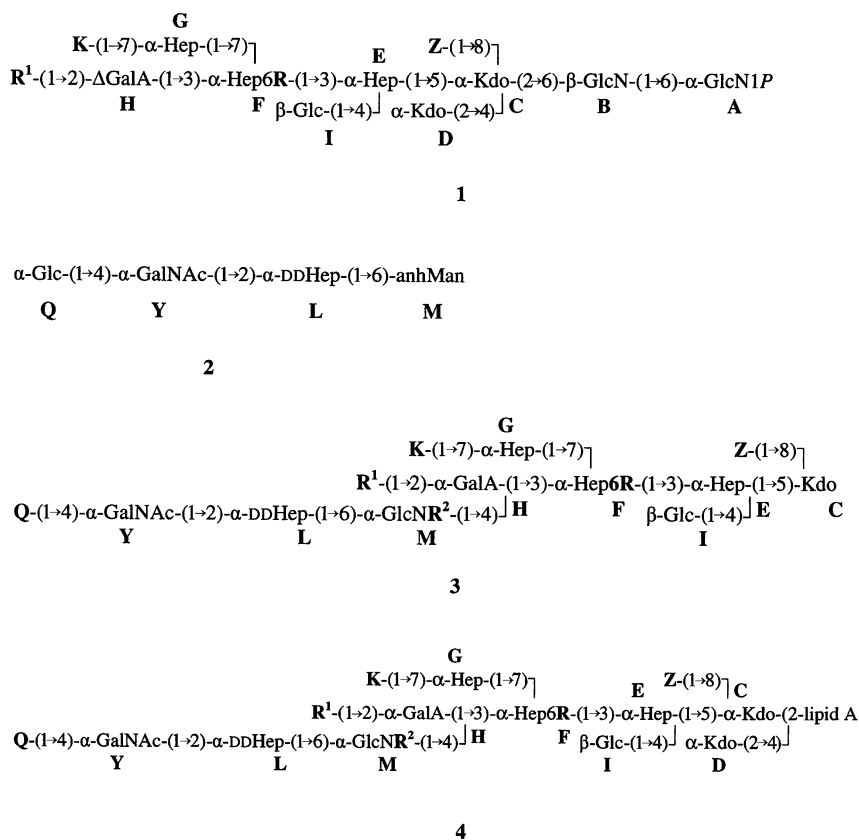 G
K-(1→7)-α-Hep-(1→7)
E
Z-(1→8)
R¹-(1→2)-ΔGalA-(1→3)-α-Hep6R-(1→3)-α-Hep-(1→5)-α-Kdo-(2→6)-β-GlcN-(1→6)-α-GlcN1P
H F β-Glc-(1→4) α-Kdo-(2→4) C B A
I D
1
α-Glc-(1→4)-α-GalNAc-(1→2)-α-DDHep-(1→6)-anhMan
Q Y L M
2
G
K-(1→7)-α-Hep-(1→7) Z-(1→8)
R¹-(1→2)-α-GalA-(1→3)-α-Hep6R-(1→3)-α-Hep-(1→5)-Kdo
Q-(1→4)-α-GalNAc-(1→2)-α-DDHep-(1→6)-α-GlcNR²-(1→4) H F β-Glc-(1→4) E C
Y L M I
3
G
K-(1→7)-α-Hep-(1→7) E Z-(1→8) C
R¹-(1→2)-α-GalA-(1→3)-α-Hep6R-(1→3)-α-Hep-(1→5)-α-Kdo-(2-lipid A
Q-(1→4)-α-GalNAc-(1→2)-α-DDHep-(1→6)-α-GlcNR²-(1→4) H F β-Glc-(1→4) α-Kdo-(2→4)
Y L M I D
4